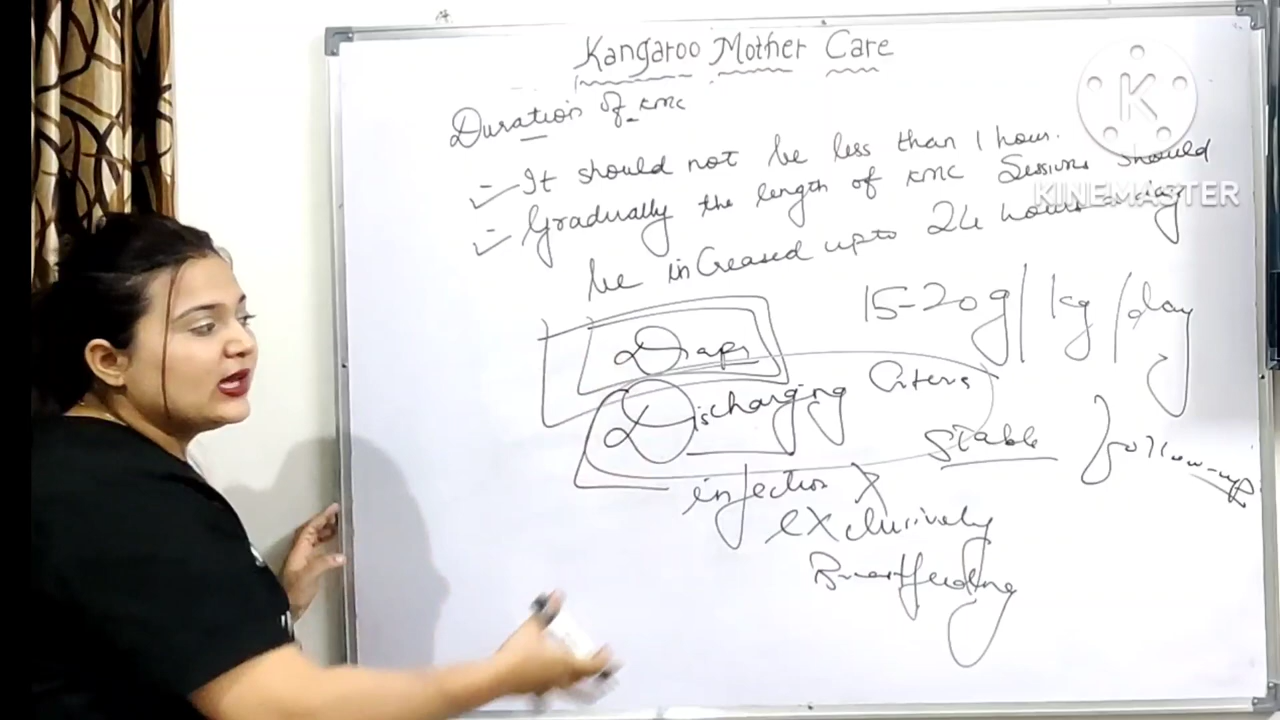 Kangaroo Mother Care
Duration of KMC
It should not be less than 1 hour.
Gradually the length of KMC Sessions should
be increased upto 24 hours a day
15-20g/kg/day
Discharging Criteria
Stable
follow-up
infection X
exclusively
Breastfeeding
K
KINEMASTER